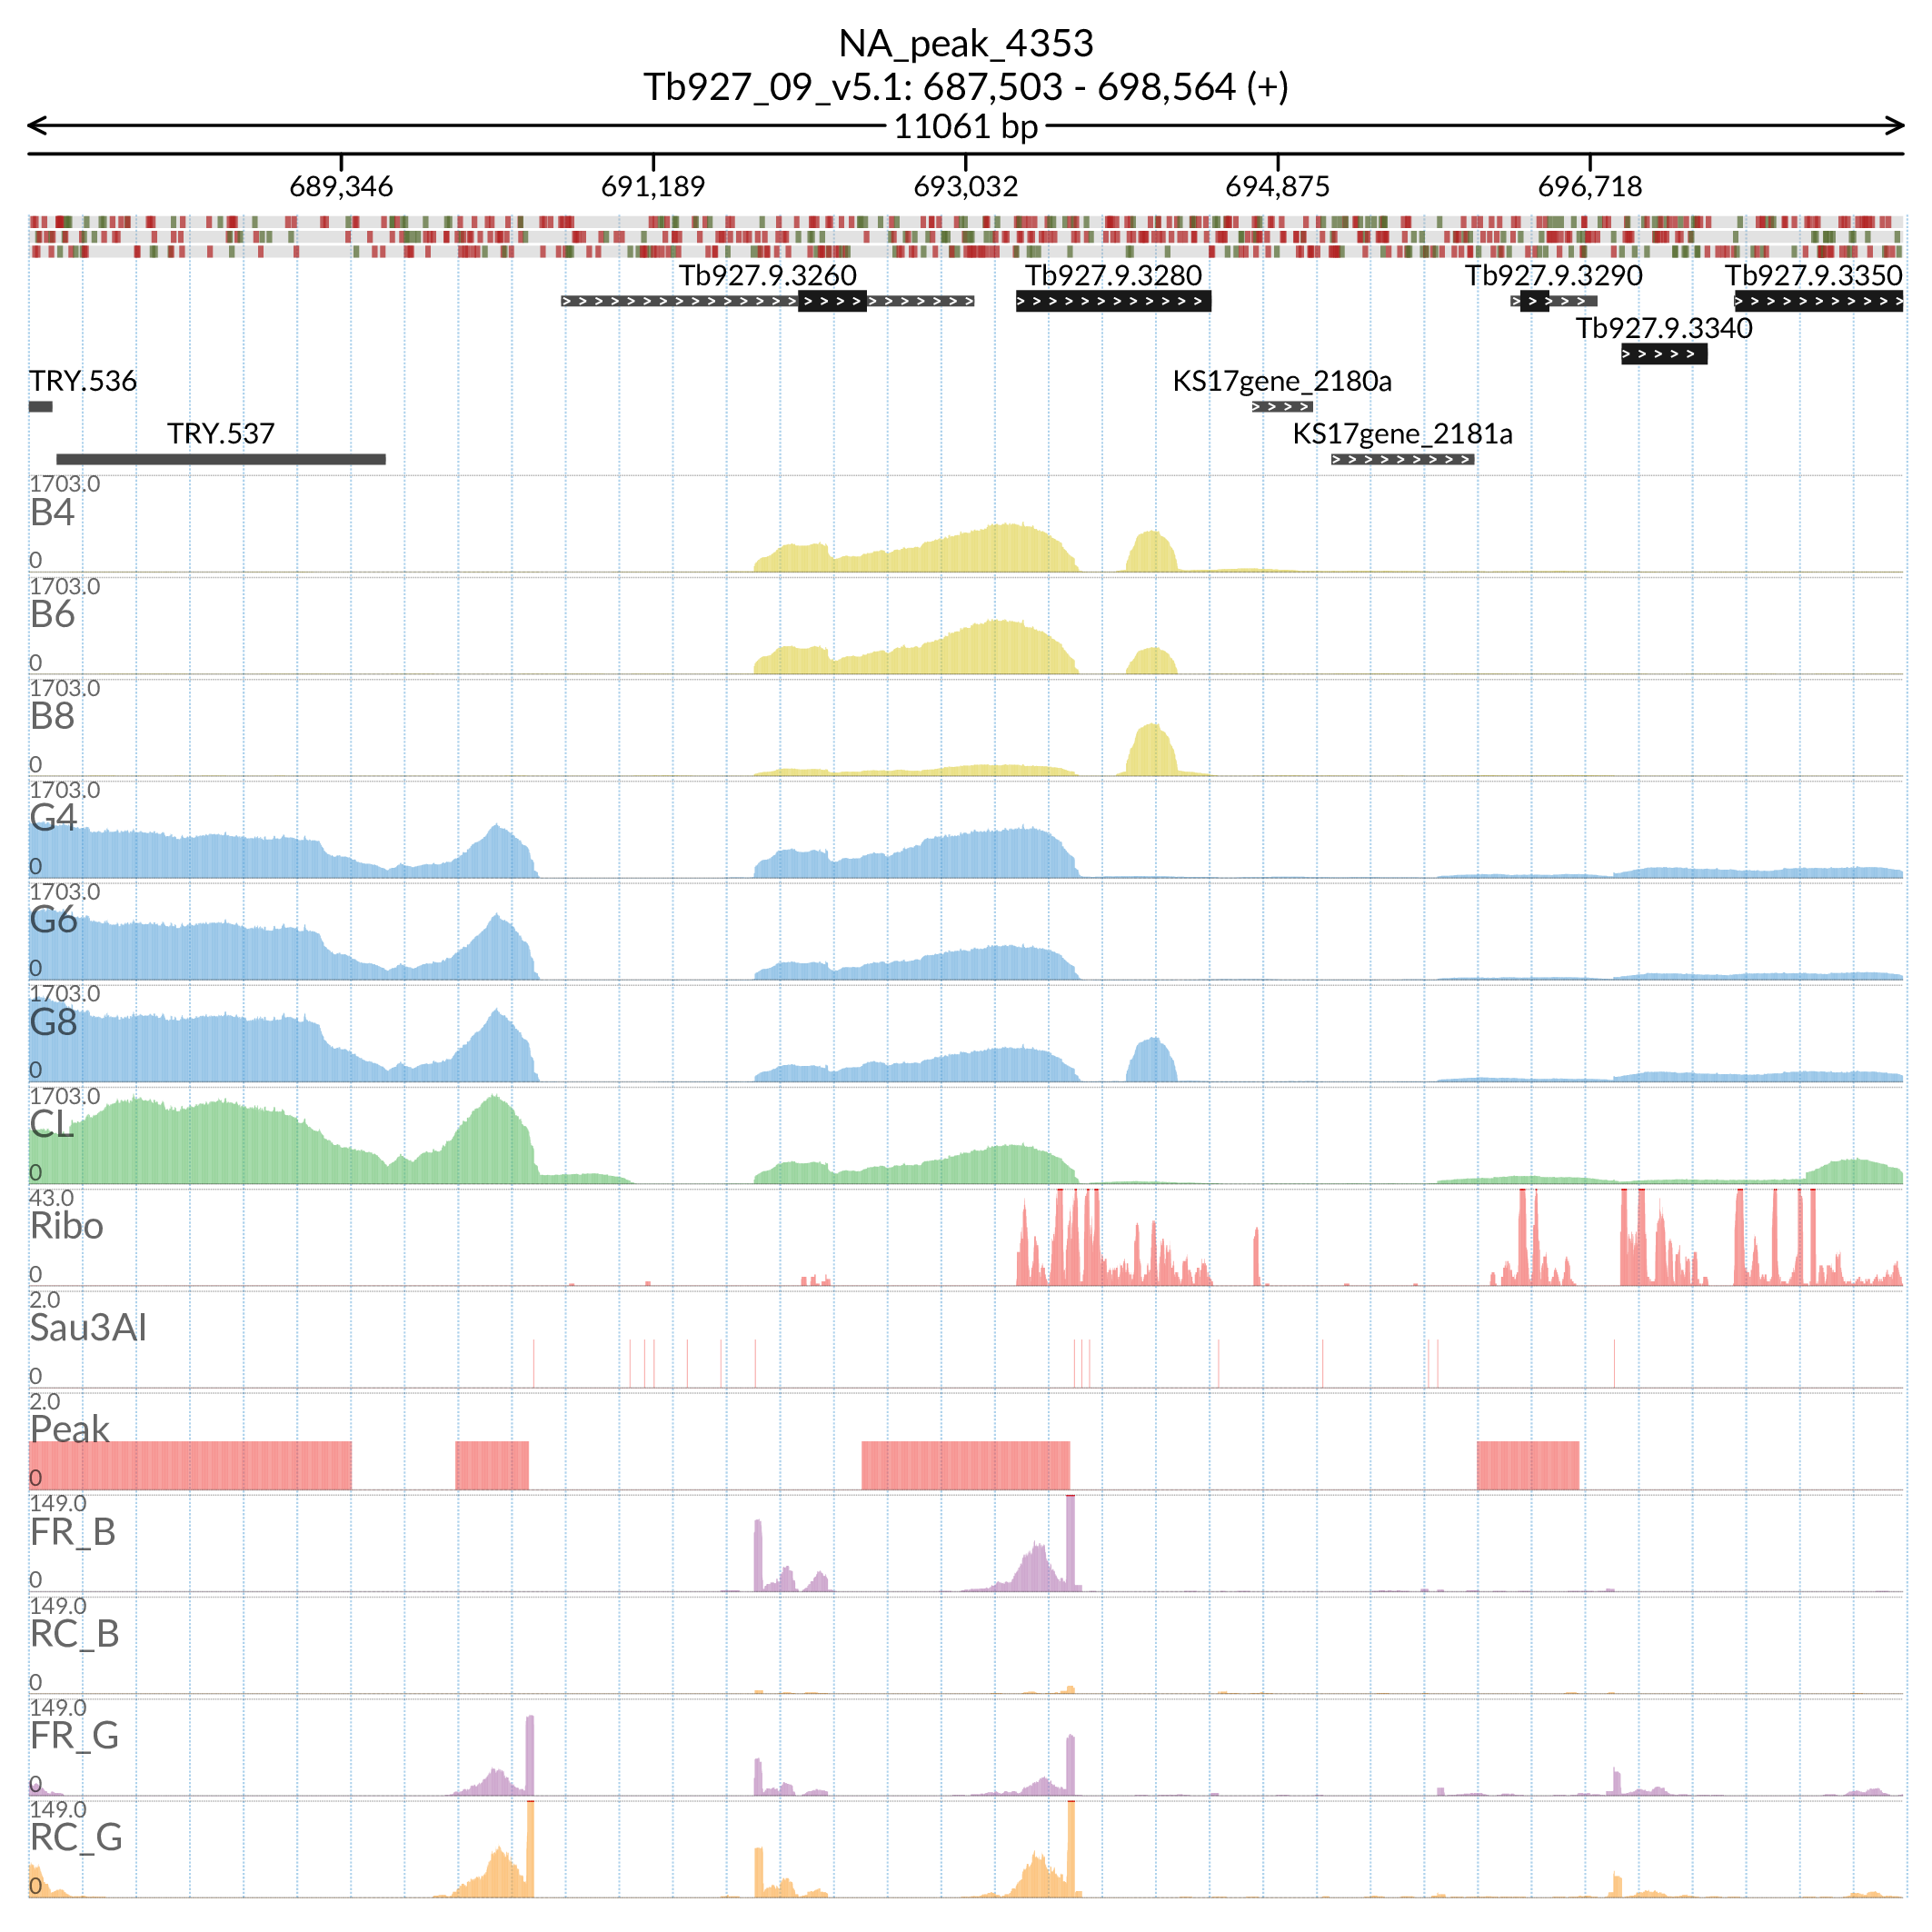 NA_peak_4353
Tb927_09_v5.1: 687,503 - 698,564 (+)
11061 bp
689,346 691,189 693,032 694,875 696,718
Tb927.9.3260 Tb927.9.3280 Tb927.9.3290 Tb927.9.3350
Tb927.9.3340
TRY.536 KS17gene_2180a
TRY.537 KS17gene_2181a
1703.0
B4
0
1703.0
B6
0
1703.0
B8
0
1703.0
G4
0
1703.0
G6
0
1703.0
G8
0
1703.0
CL
0
43.0
Ribo
0
2.0
Sau3AI
0
2.0
Peak
0
149.0
FR_B
0
149.0
RC_B
0
149.0
FR_G
0
149.0
RC_G
0